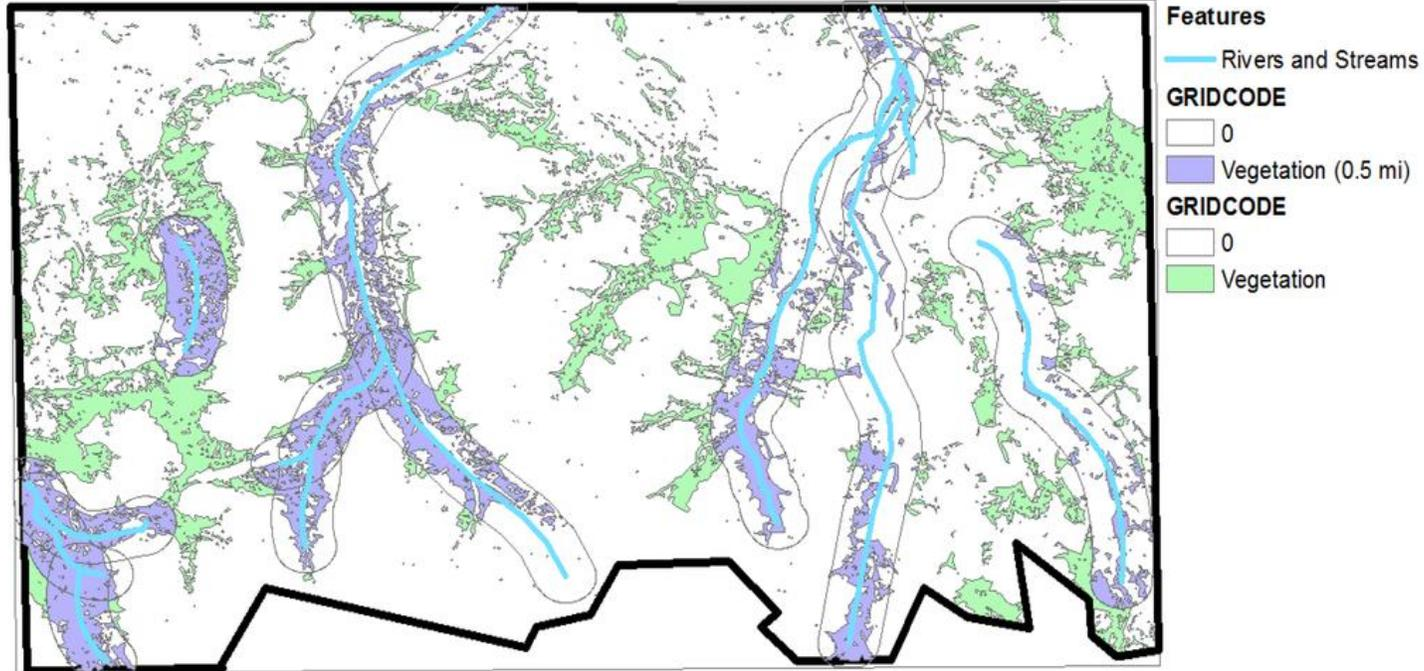 Features
Rivers and Streams
GRIDCODE
0
Vegetation (0.5 mi)
GRIDCODE
0
Vegetation